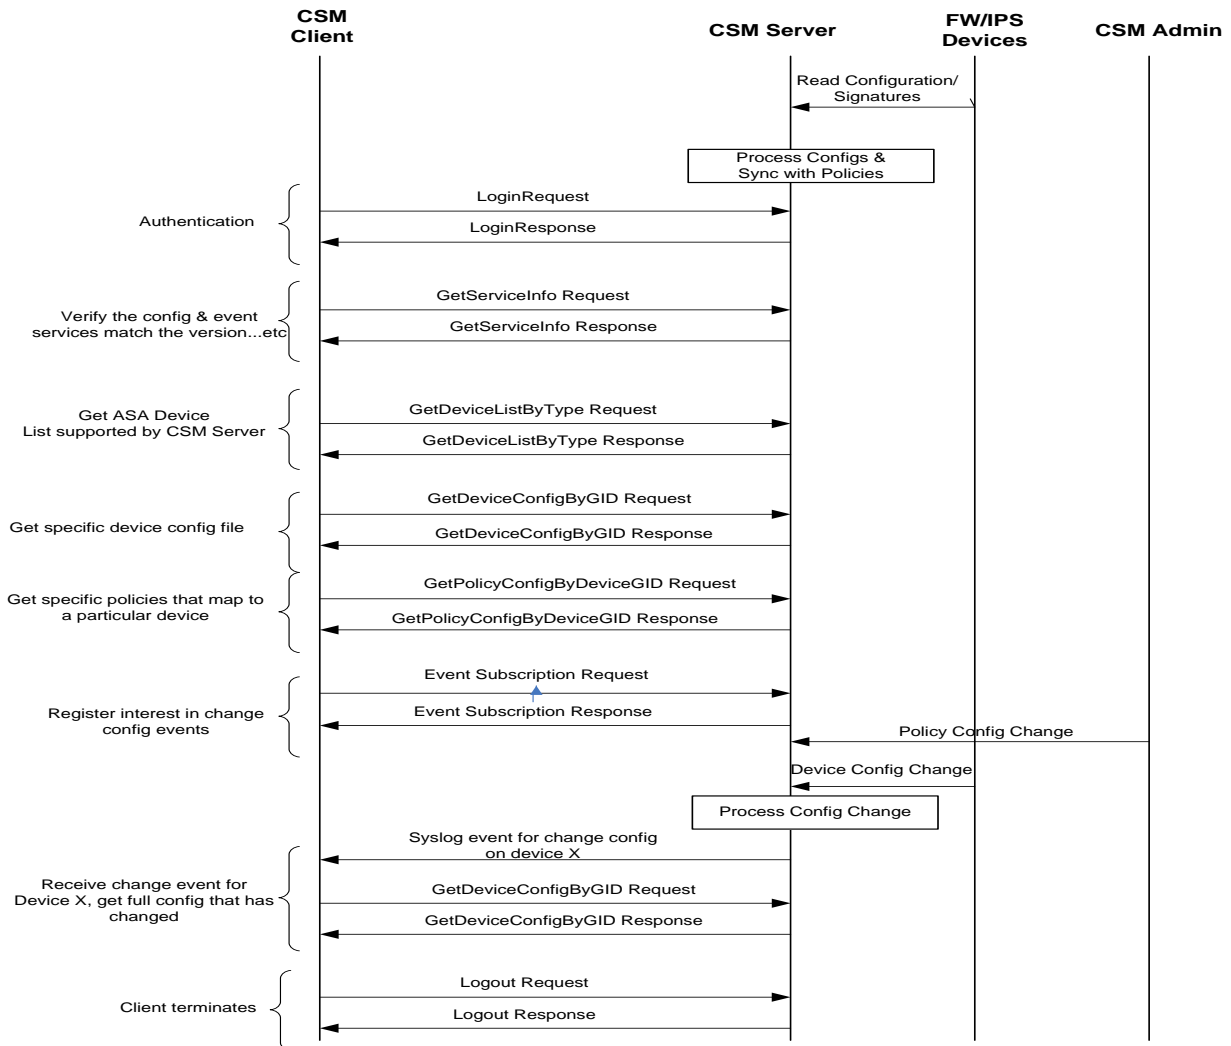 CSM
Client
CSM Server
FW/IPS
Devices
CSM Admin
Read Configuration/
Signatures
Process Configs &
Sync with Policies
LoginRequest
Authentication
LoginResponse
GetServiceInfo Request
Verify the config & event
services match the version...etc
GetServiceInfo Response
GetDeviceListByType Request
Get ASA Device
List supported by CSM Server
GetDeviceListByType Response
GetDeviceConfigByGID Request
Get specific device config file
GetDeviceConfigByGID Response
GetPolicyConfigByDeviceGID Request
Get specific policies that map to
a particular device
GetPolicyConfigByDeviceGID Response
Event Subscription Request
Register interest in change
config events
Event Subscription Response
Policy Config Change
Device Config Change
Process Config Change
Syslog event for change config
on device X
Receive change event for
Device X, get full config that has
changed
GetDeviceConfigByGID Request
GetDeviceConfigByGID Response
Logout Request
Client terminates
Logout Response